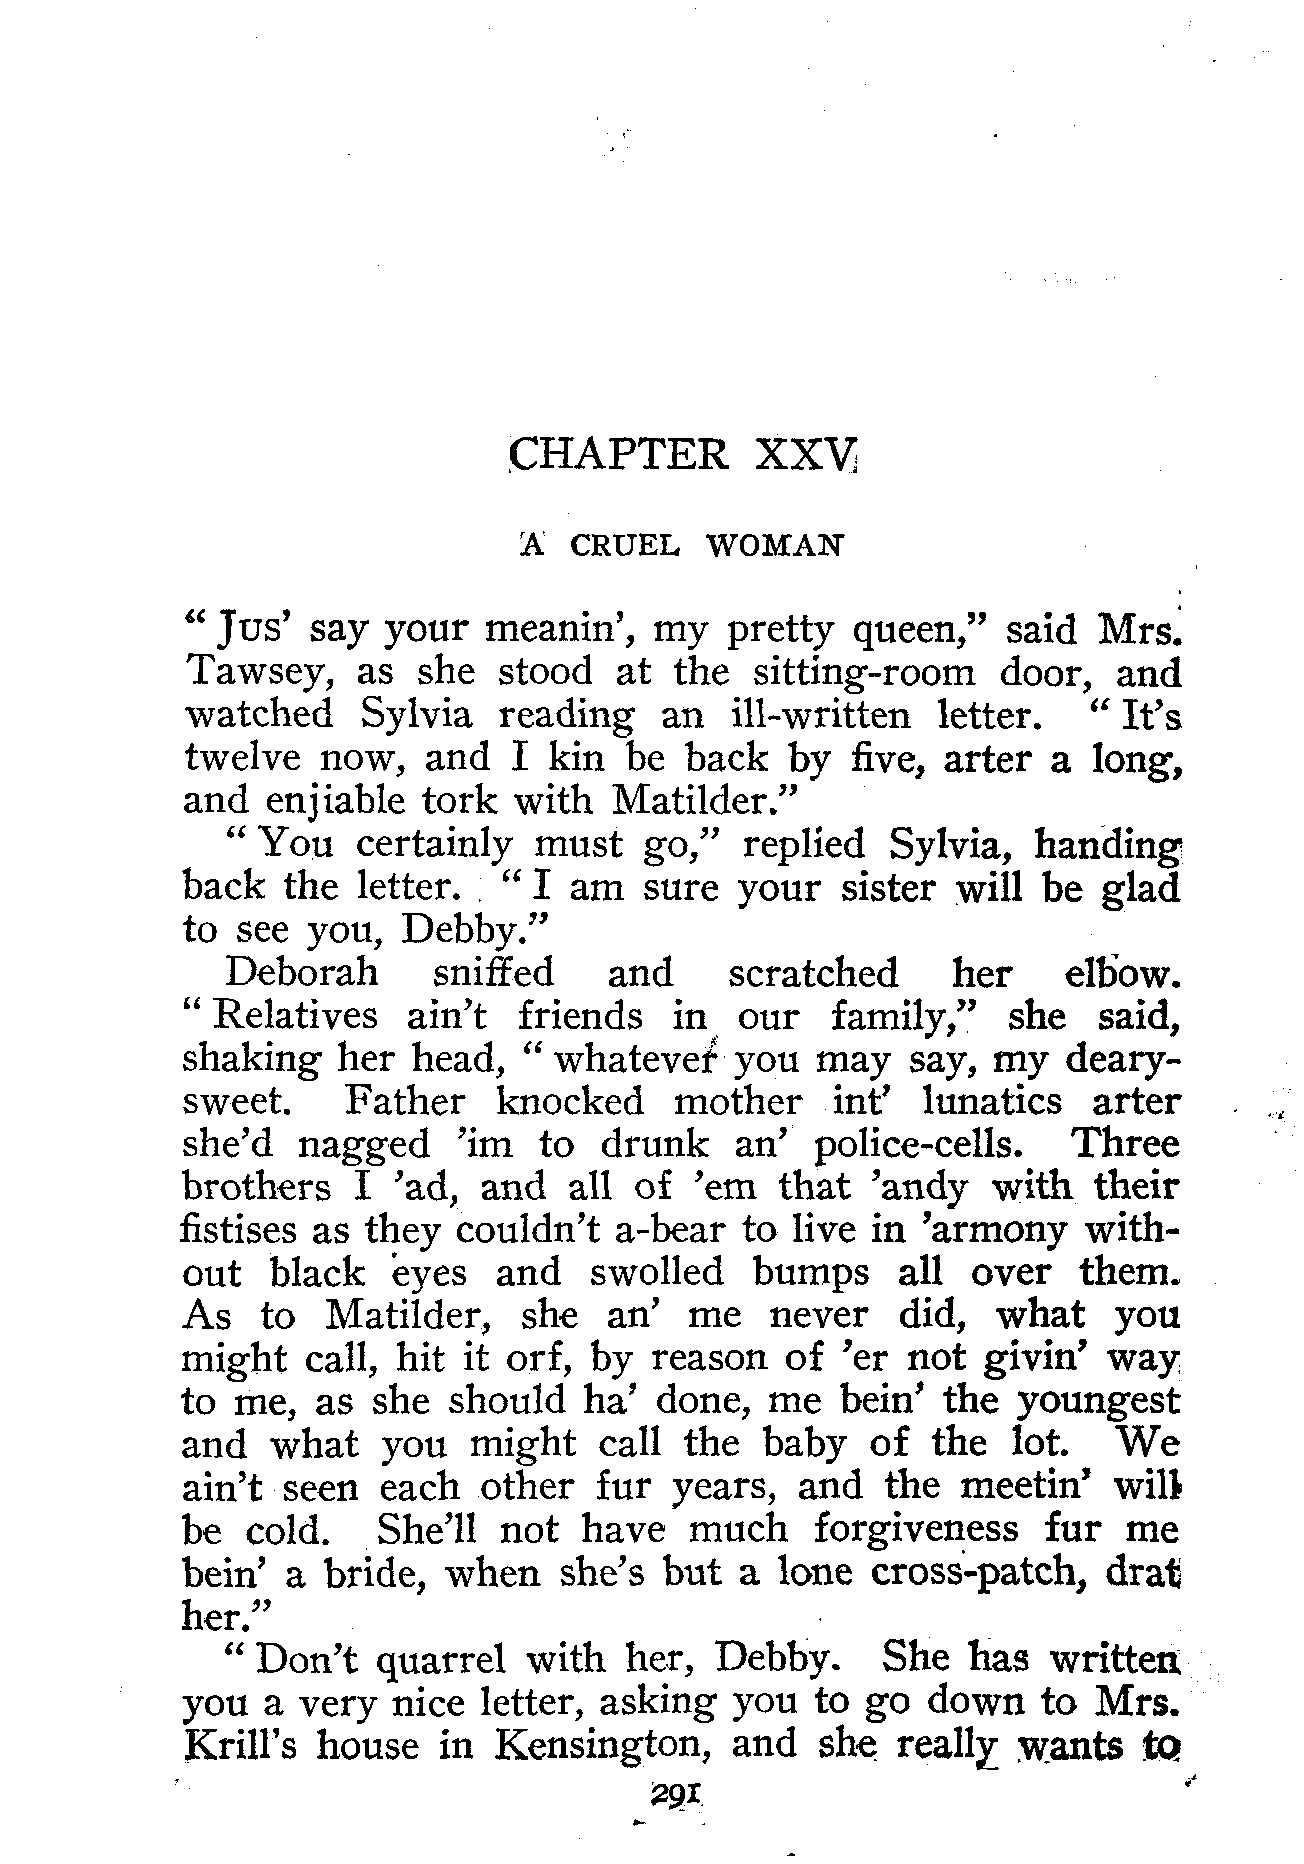 CHAPTER XXV
A CRUEL WOMAN
“ Jus’ say your meanin’, my pretty queen,” said Mrs.
Tawsey, as she stood at the sitting-room door, and
watched Sylvia reading an ill-written letter. “ It’s
twelve now, and I kin be back by five, arter a long,
and enjiable tork with Matilder.”
“ You certainly must go,” replied Sylvia, handing
back the letter. “ I am sure your sister will be glad
to see you, Debby.”
Deborah sniffed and scratched her elbow.
“ Relatives ain’t friends in our family,” she said,
shaking her head, “ whatever you may say, my deary-
sweet. Father knocked mother int’ lunatics arter
she’d nagged ’im to drunk an’ police-cells. Three
brothers I ’ad, and all of ’em that ’andy with their
fistises as they couldn’t a-bear to live in ’armony with-
out black eyes and swolled bumps all over them.
As to Matilder, she an’ me never did, what you
might call, hit it orf, by reason of ’er not givin’ way
to me, as she should ha’ done, me bein’ the youngest
and what you might call the baby of the lot. We
ain’t seen each other fur years, and the meetin’ will
be cold. She’ll not have much forgiveness fur me
bein’ a bride, when she’s but a lone cross-patch, drat
her.”
“ Don’t quarrel with her, Debby. She has written
you a very nice letter, asking you to go down to Mrs.
Krill’s house in Kensington, and she really wants to
291